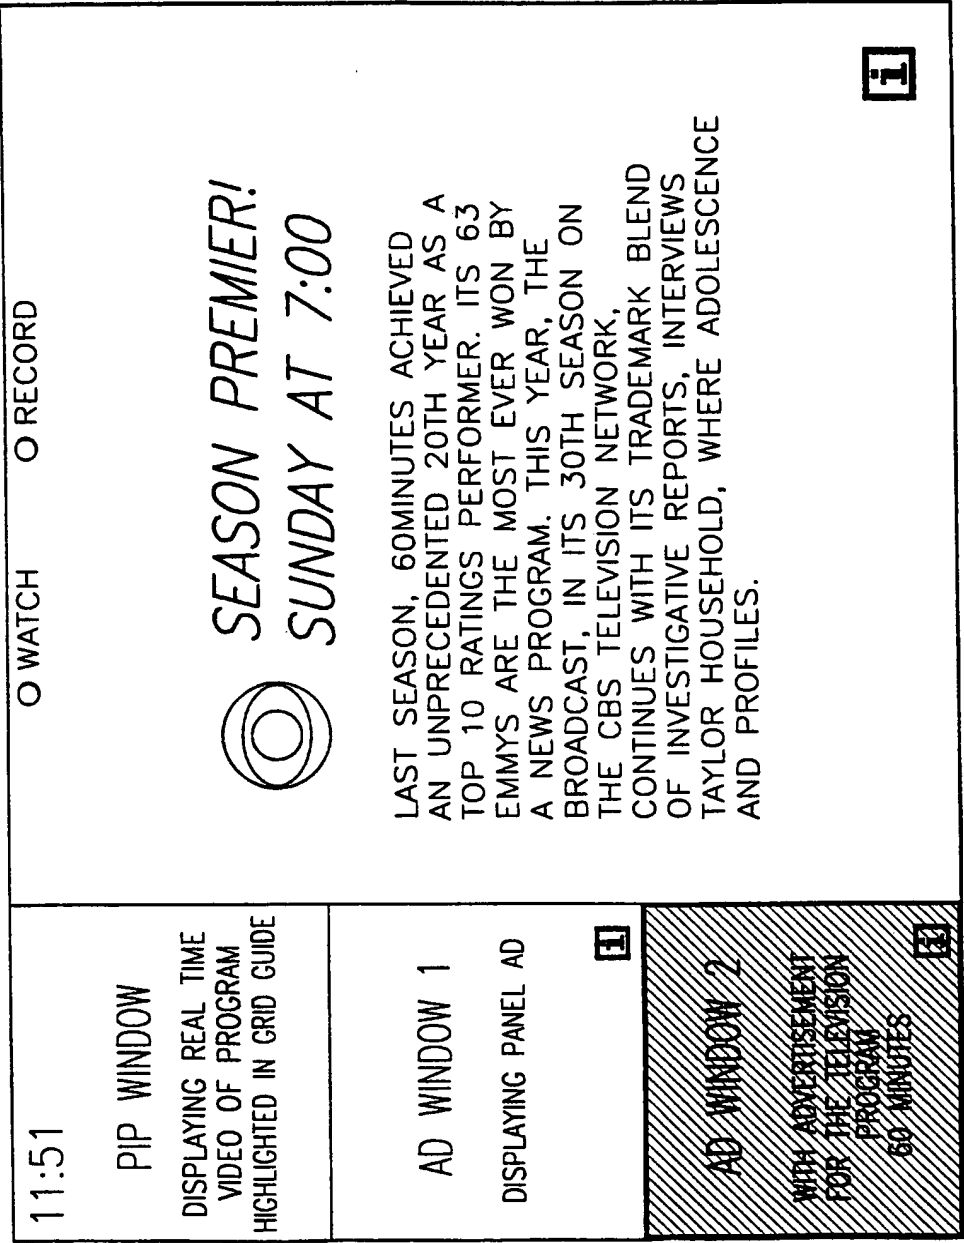 11:51
O WATCH
O RECORD
PIP WINDOW
DISPLAYING REAL TIME
VIDEO OF PROGRAM
HIGHLIGHTED IN GRID GUIDE
AD WINDOW 1
DISPLAYING PANEL AD
i
AD WINDOW 2
WITH ADVERTISEMENT
FOR THE TELEVISION
PROGRAM
60 MINUTES
i
SEASON PREMIER!
SUNDAY AT 7:00
LAST SEASON, 60MINUTES ACHIEVED
AN UNPRECEDENTED 20TH YEAR AS A
TOP 10 RATINGS PERFORMER. ITS 63
EMMYS ARE THE MOST EVER WON BY
A NEWS PROGRAM. THIS YEAR, THE
BROADCAST, IN ITS 30TH SEASON ON
THE CBS TELEVISION NETWORK,
CONTINUES WITH ITS TRADEMARK BLEND
OF INVESTIGATIVE REPORTS, INTERVIEWS
TAYLOR HOUSEHOLD, WHERE ADOLESCENCE
AND PROFILES.
i